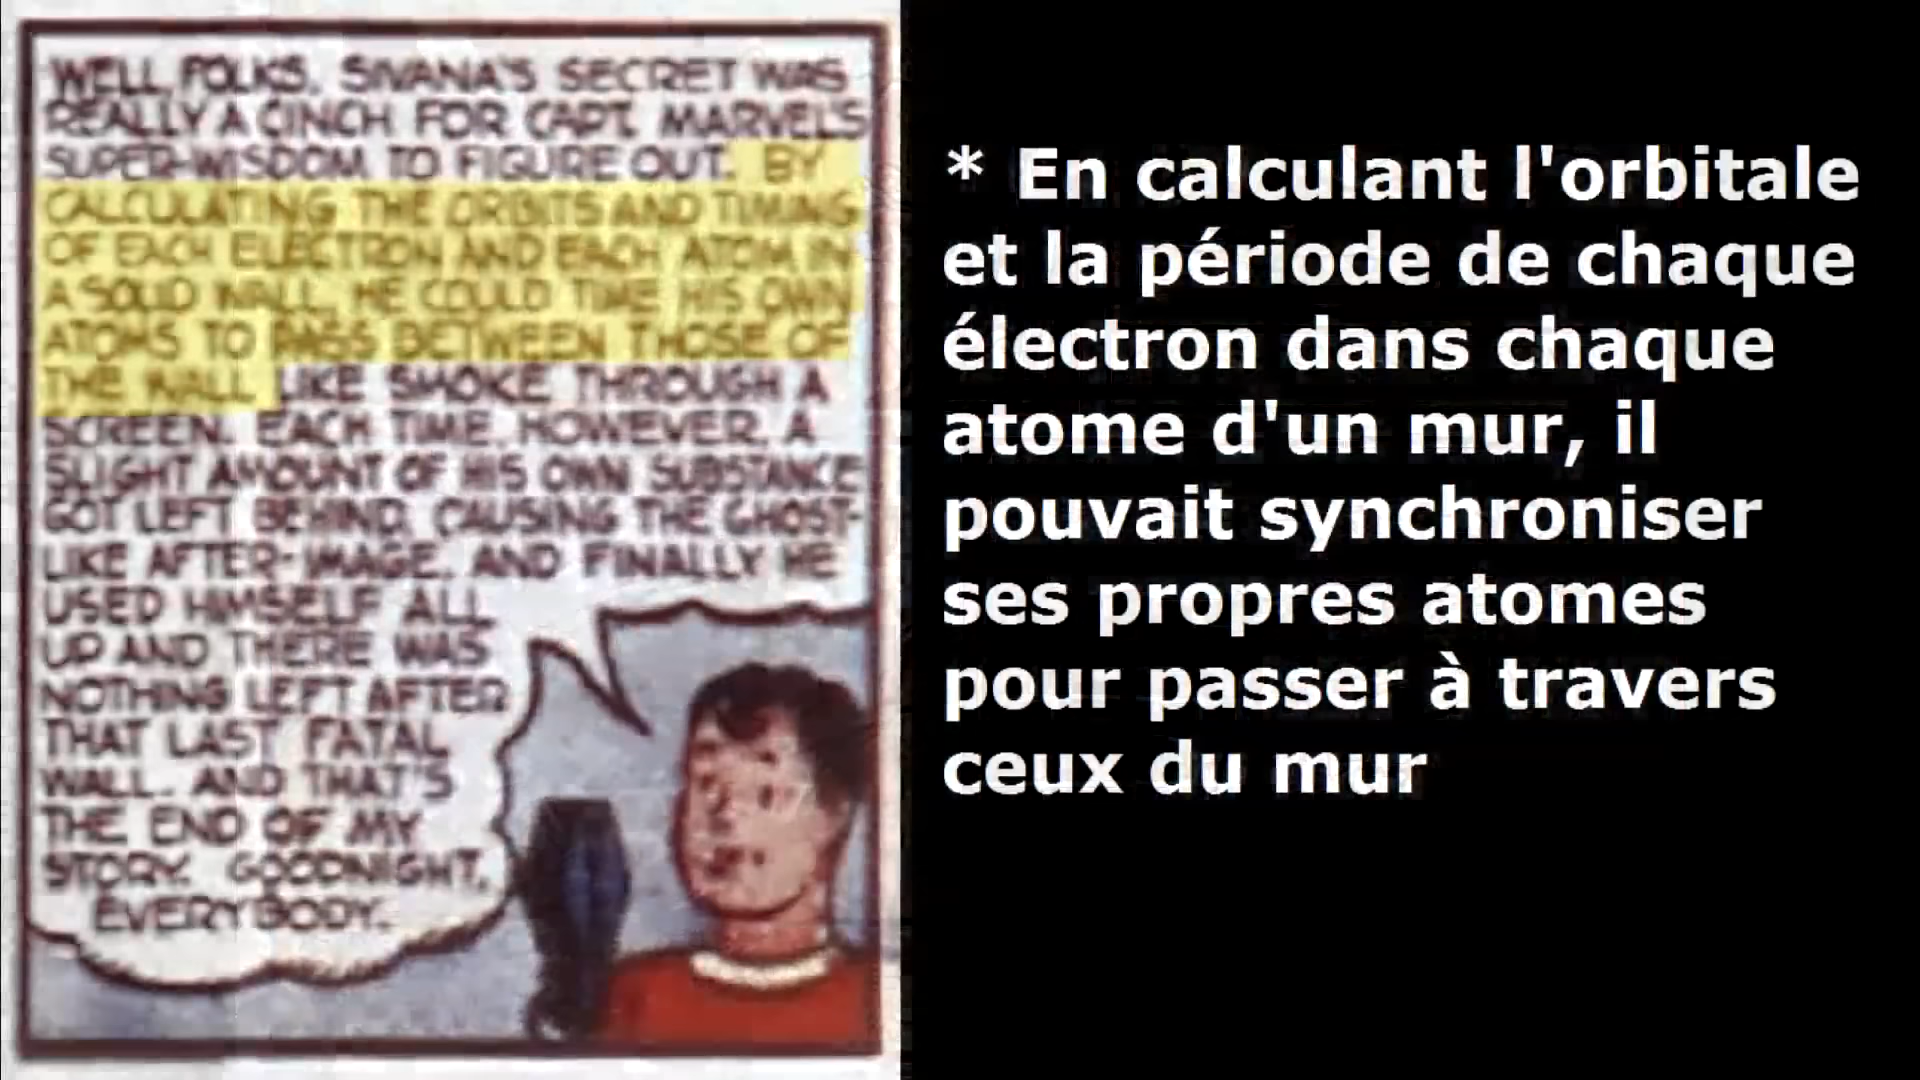 WELL, FOLKS, SIVANA'S SECRET WAS
REALLY A CINCH FOR CAPT. MARVEL'S
SUPER-WISDOM TO FIGURE OUT. BY
CALCULATING THE ORBITS AND TIMING
OF EACH ELECTRON AND EACH ATOM IN
A SOLID WALL, HE COULD TIME HIS OWN
ATOMS TO PASS BETWEEN THOSE OF
THE WALL LIKE SMOKE THROUGH A
SCREEN. EACH TIME, HOWEVER, A
SLIGHT AMOUNT OF HIS OWN SUBSTANCE
GOT LEFT BEHIND, CAUSING THE GHOST-
LIKE AFTER-IMAGE. AND FINALLY HE
USED HIMSELF ALL
UP AND THERE WAS
NOTHING LEFT AFTER
THAT LAST FATAL
WALL. AND THAT'S
THE END OF MY
STORY. GOODNIGHT,
EVERYBODY.
* En calculant l'orbitale
et la période de chaque
électron dans chaque
atome d'un mur, il
pouvait synchroniser
ses propres atomes
pour passer à travers
ceux du mur